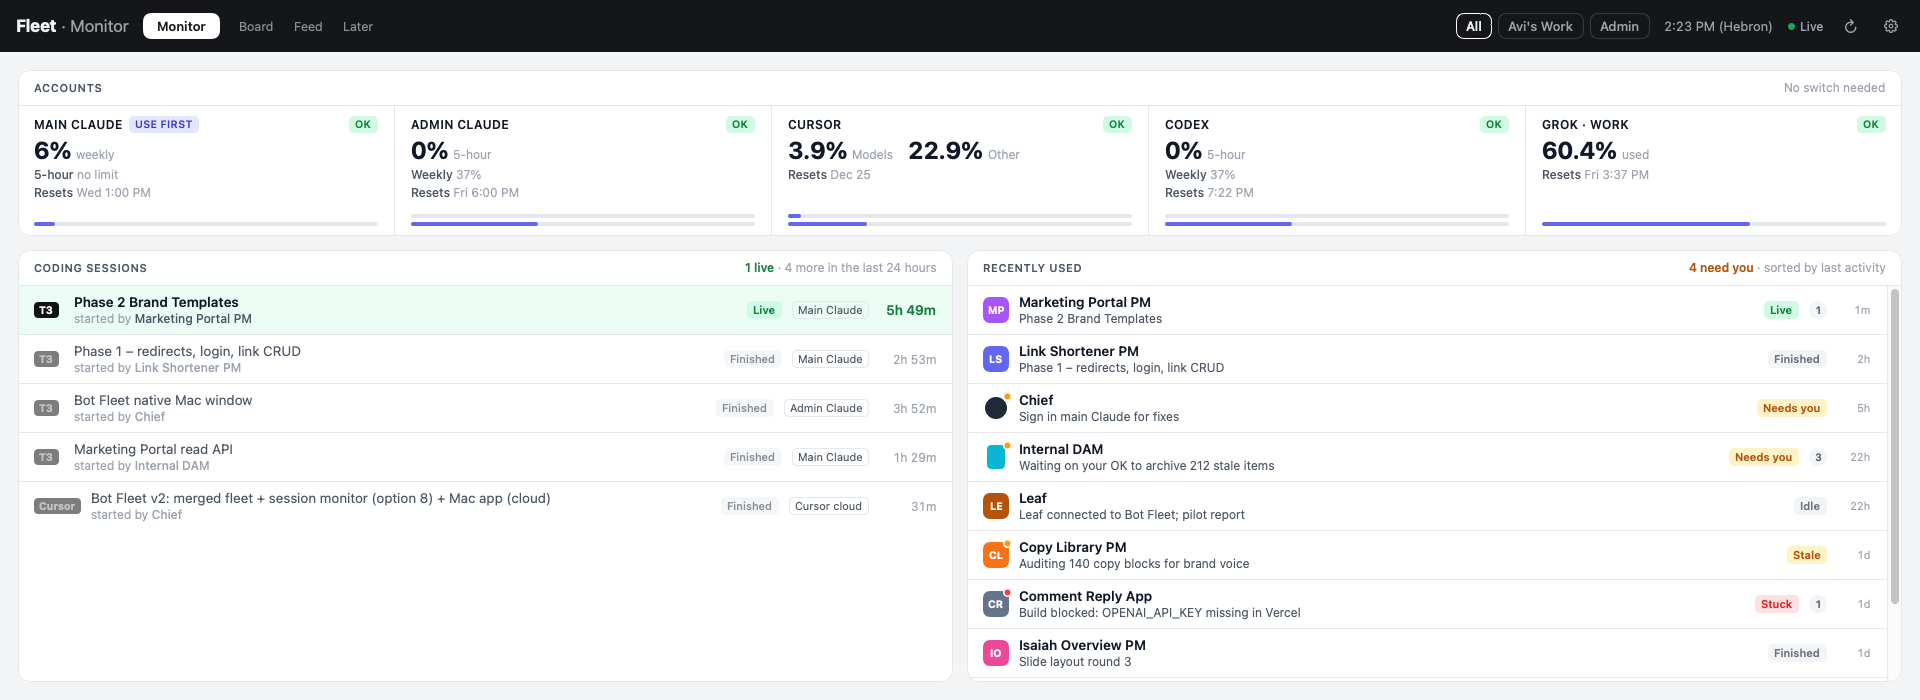 Fleet · Monitor
Monitor
Board
Feed
Later
All
Avi's Work
Admin
2:23 PM (Hebron)
Live
ACCOUNTS
No switch needed
MAIN CLAUDE USE FIRST OK
6% weekly
5-hour no limit
Resets Wed 1:00 PM
ADMIN CLAUDE OK
0% 5-hour
Weekly 37%
Resets Fri 6:00 PM
CURSOR OK
3.9% Models 22.9% Other
Resets Dec 25
CODEX OK
0% 5-hour
Weekly 37%
Resets 7:22 PM
GROK · WORK OK
60.4% used
Resets Fri 3:37 PM
CODING SESSIONS
1 live · 4 more in the last 24 hours
T3 Phase 2 Brand Templates Live Main Claude 5h 49m
started by Marketing Portal PM
T3 Phase 1 – redirects, login, link CRUD Finished Main Claude 2h 53m
started by Link Shortener PM
T3 Bot Fleet native Mac window Finished Admin Claude 3h 52m
started by Chief
T3 Marketing Portal read API Finished Main Claude 1h 29m
started by Internal DAM
Cursor Bot Fleet v2: merged fleet + session monitor (option 8) + Mac app (cloud) Finished Cursor cloud 31m
started by Chief
RECENTLY USED
4 need you · sorted by last activity
MP Marketing Portal PM Live 1 1m
Phase 2 Brand Templates
LS Link Shortener PM Finished 2h
Phase 1 – redirects, login, link CRUD
Chief Needs you 5h
Sign in main Claude for fixes
Internal DAM Needs you 3 22h
Waiting on your OK to archive 212 stale items
LE Leaf Idle 22h
Leaf connected to Bot Fleet; pilot report
CL Copy Library PM Stale 1d
Auditing 140 copy blocks for brand voice
CR Comment Reply App Stuck 1 1d
Build blocked: OPENAI_API_KEY missing in Vercel
IO Isaiah Overview PM Finished 1d
Slide layout round 3